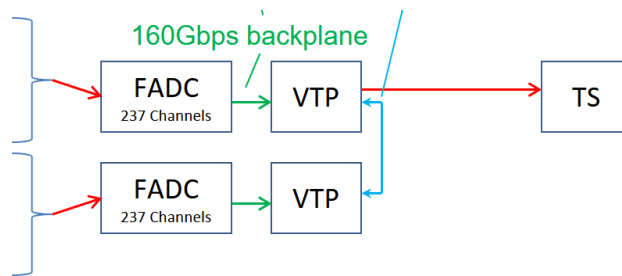 160Gbps backplane
FADC
237 Channels
VTP
TS
FADC
237 Channels
VTP